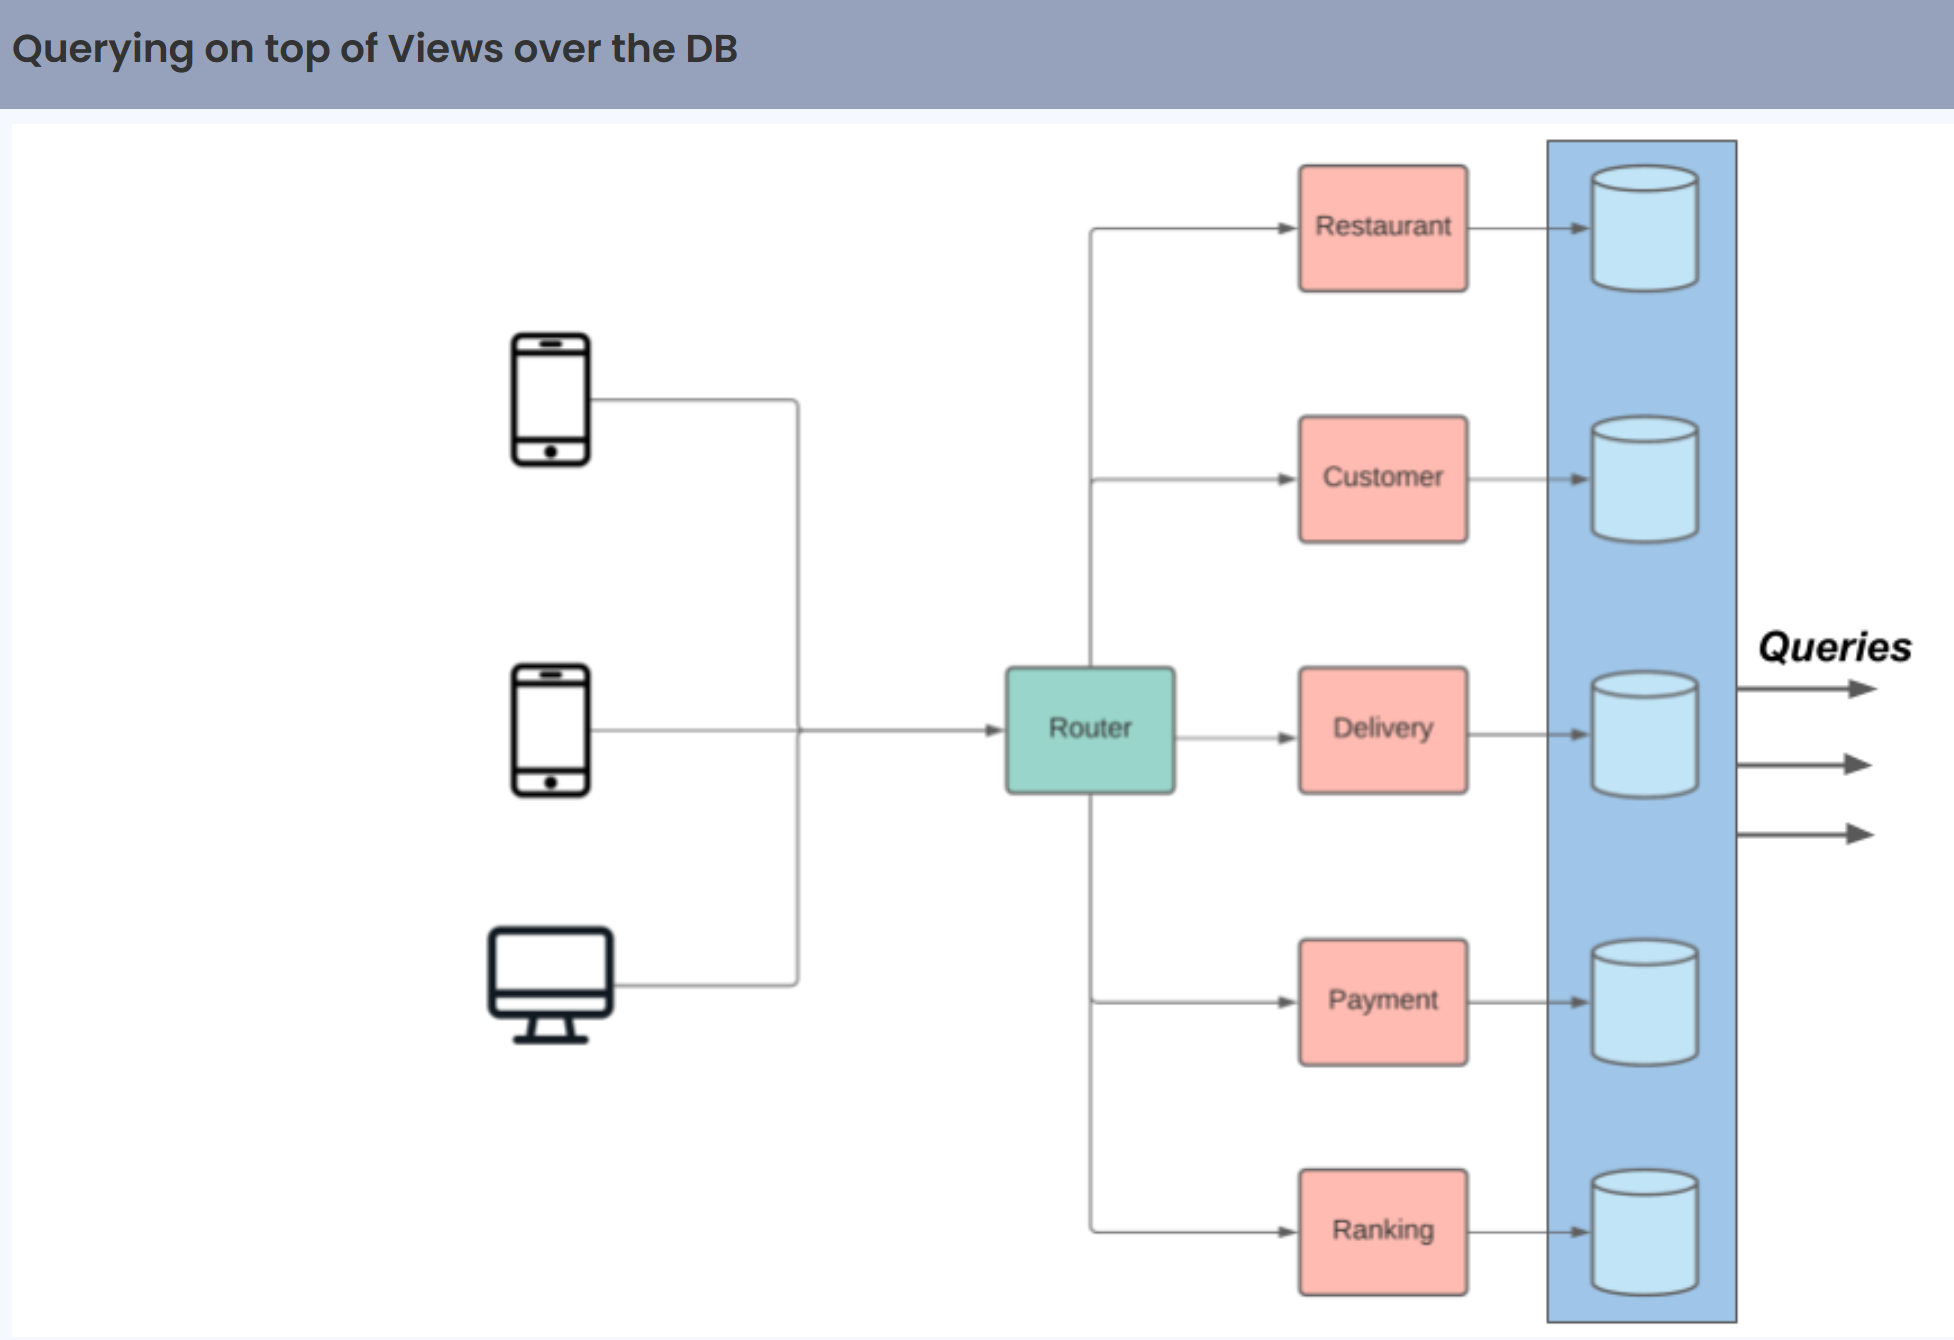 Querying on top of Views over the DB
Restaurant
Customer
Queries
Router
Delivery
Payment
Ranking